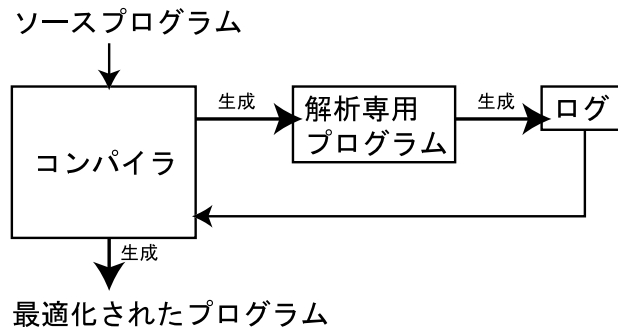 ソースプログラム
生成
解析専用
プログラム
生成
ログ
コンパイラ
生成
最適化されたプログラム